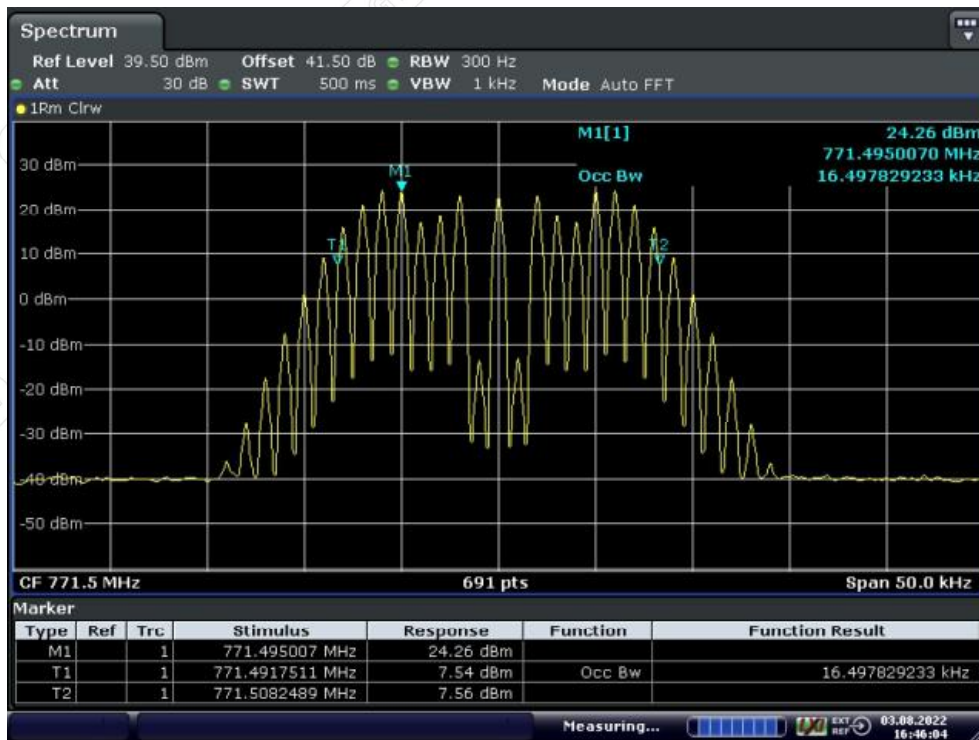 Spectrum
Ref Level 39.50 dBm Offset 41.50 dB RBW 300 Hz
Att 30 dB SWT 500 ms VBW 1 kHz Mode Auto FFT
1Rm Clrw
M1[1] 24.26 dBm
771.4950070 MHz
30 dBm
M1
Occ Bw 16.497829233 kHz
20 dBm
10 dBm
T1
T2
0 dBm
-10 dBm
-20 dBm
-30 dBm
-40 dBm
-50 dBm
CF 771.5 MHz 691 pts Span 50.0 kHz
Marker
Type Ref Trc Stimulus Response Function Function Result
M1 1 771.495007 MHz 24.26 dBm
T1 1 771.4917511 MHz 7.54 dBm Occ Bw 16.497829233 kHz
T2 1 771.5082489 MHz 7.56 dBm
Measuring... EXT REF 03.08.2022
16:46:04